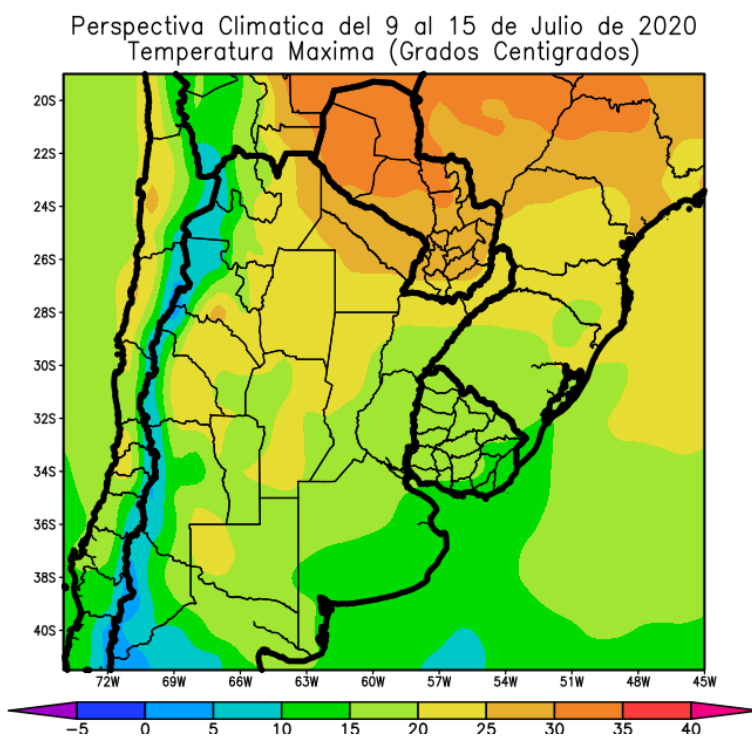 Perspectiva Climatica del 9 al 15 de Julio de 2020
Temperatura Maxima (Grados Centigrados)
20S
22S
24S
26S
28S
30S
32S
34S
36S
38S
40S
72W 69W 66W 63W 60W 57W 54W 51W 48W 45W
-5 0 5 10 15 20 25 30 35 40